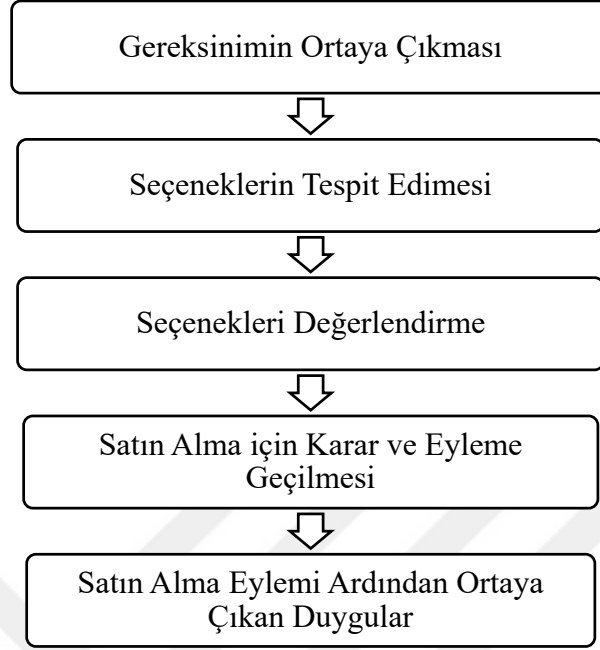 Gereksinimin Ortaya Çıkması
Seçeneklerin Tespit Edimesi
Seçenekleri Değerlendirme
Satın Alma için Karar ve Eyleme
Geçilmesi
Satın Alma Eylemi Ardından Ortaya
Çıkan Duygular